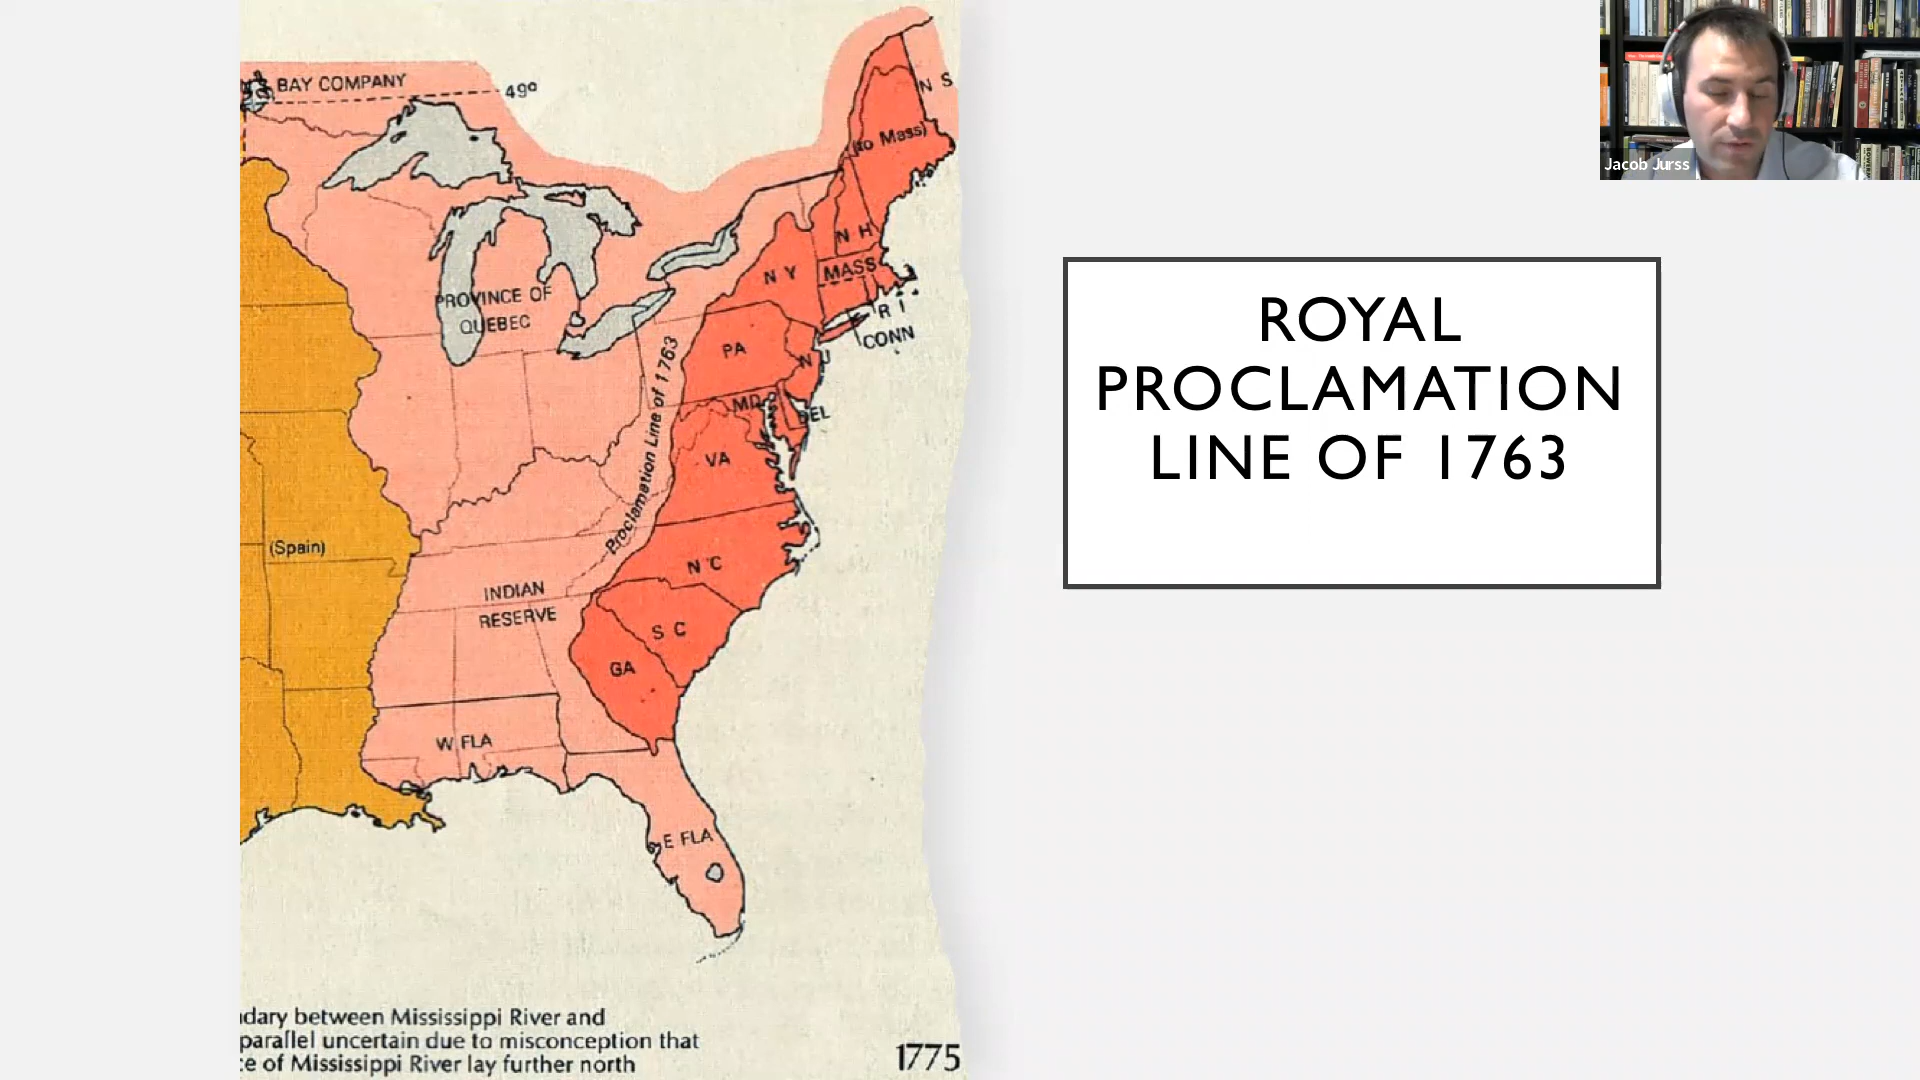 BAY COMPANY
49º
N S
(to Mass)
N H
MASS
N Y
R I
CONN
PROVINCE OF
QUEBEC
PA
N J
MD
DEL
Proclamation Line of 1763
VA
(Spain)
N C
INDIAN
RESERVE
S C
GA
W FLA
E FLA
dary between Mississippi River and
parallel uncertain due to misconception that
e of Mississippi River lay further north
1775
ROYAL
PROCLAMATION
LINE OF 1763
Jacob Jurss